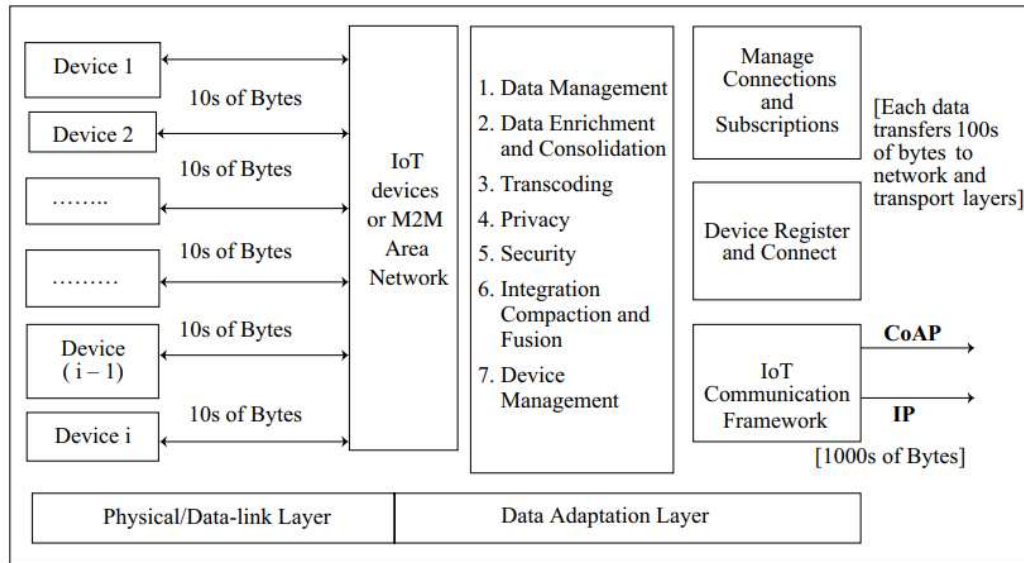 Device 1
10s of Bytes
Device 2
10s of Bytes
……..
10s of Bytes
………
10s of Bytes
Device
( i – 1)
10s of Bytes
Device i
IoT
devices
or M2M
Area
Network
1. Data Management
2. Data Enrichment
and Consolidation
3. Transcoding
4. Privacy
5. Security
6. Integration
Compaction and
Fusion
7. Device
Management
Manage
Connections
and
Subscriptions
[Each data
transfers 100s
of bytes to
network and
transport layers]
Device Register
and Connect
IoT
Communication
Framework
CoAP
IP
[1000s of Bytes]
Physical/Data-link Layer
Data Adaptation Layer